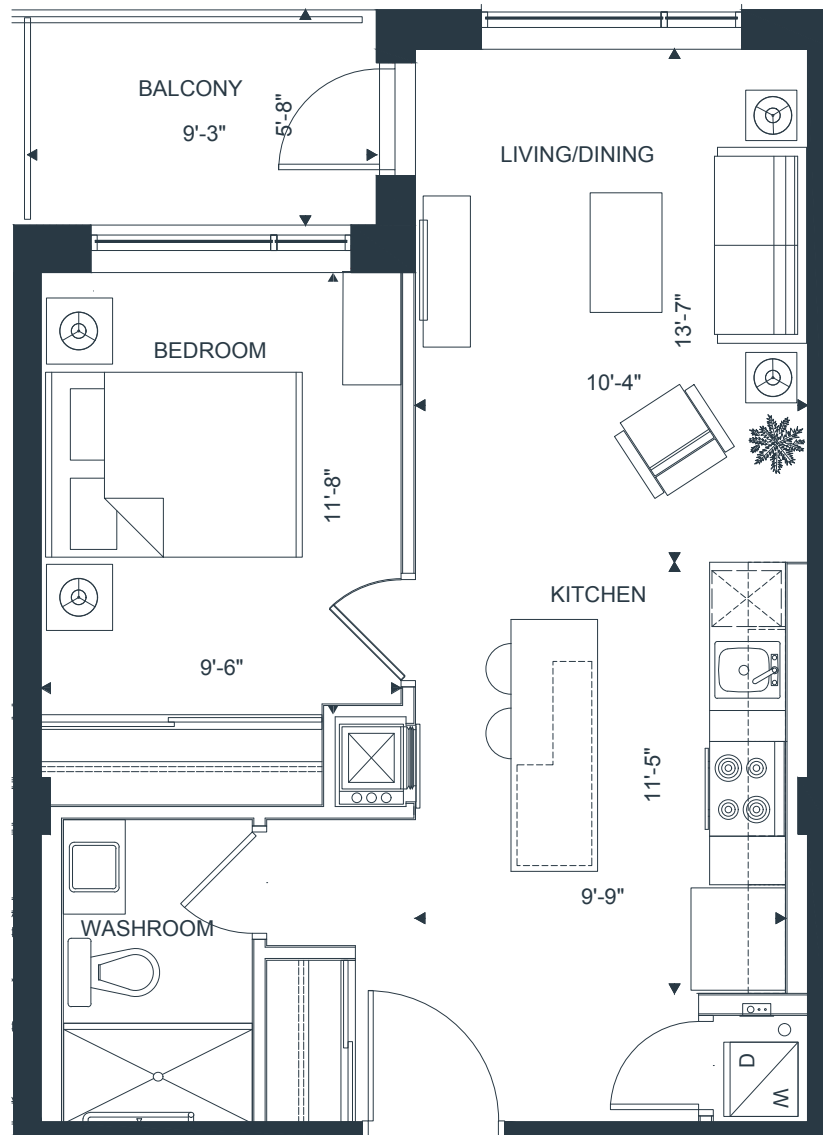 BALCONY
9'-3"
5'-8"
LIVING/DINING
13'-7"
10'-4"
BEDROOM
11'-8"
9'-6"
KITCHEN
11'-5"
9'-9"
WASHROOM
D
W